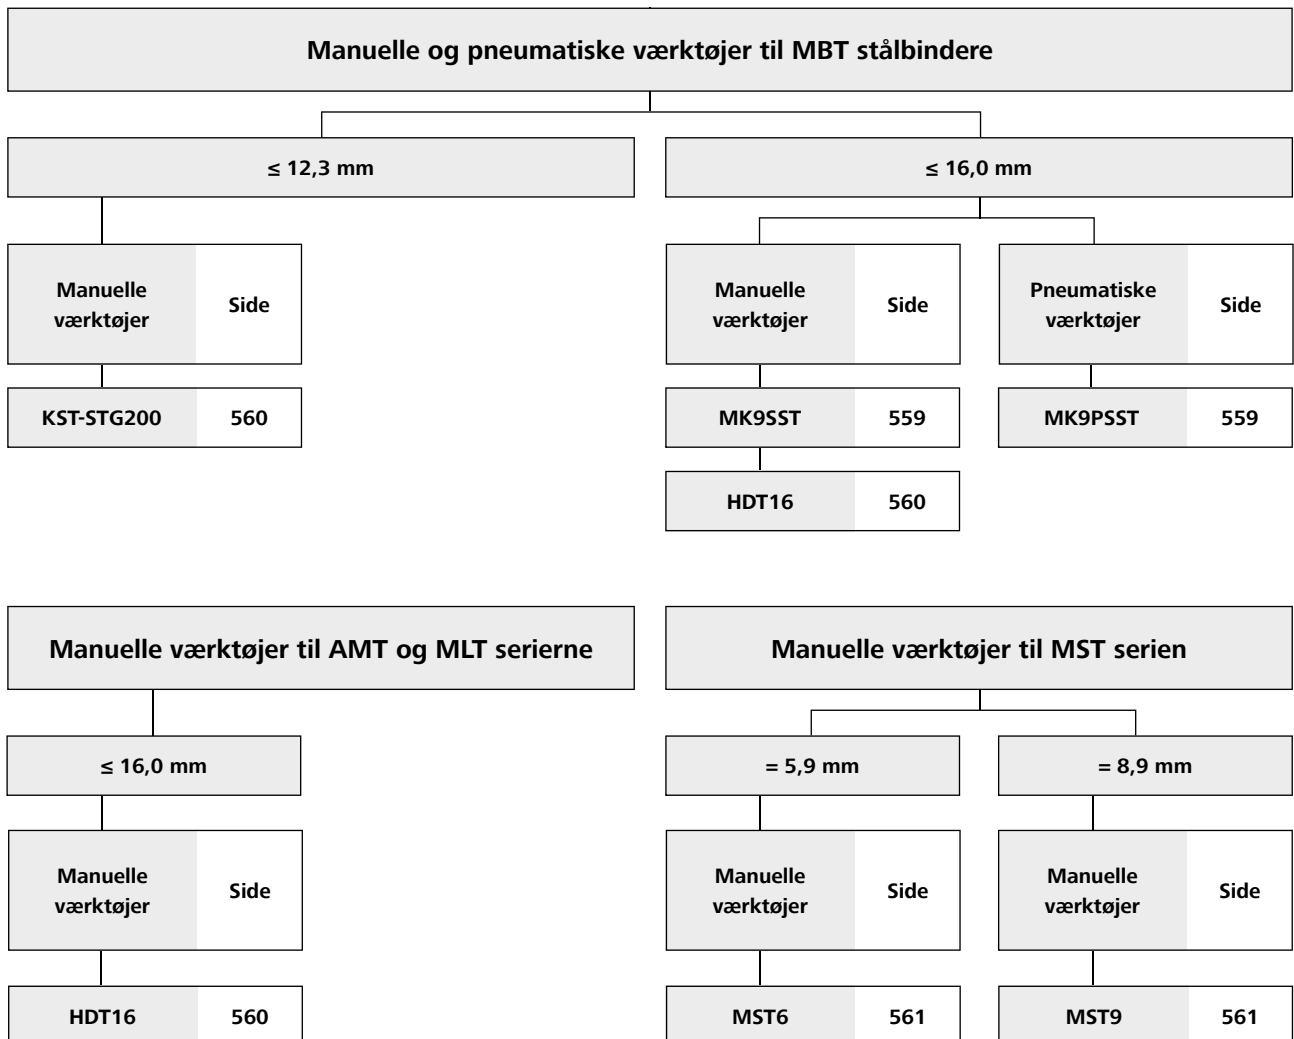 Manuelle og pneumatiske værktøjer til MBT stålbindere
≤ 12,3 mm
≤ 16,0 mm
Manuelle
værktøjer
Side
Manuelle
værktøjer
Side
Pneumatiske
værktøjer
Side
KST-STG200
560
MK9SST
559
MK9PSST
559
HDT16
560
Manuelle værktøjer til AMT og MLT serierne
Manuelle værktøjer til MST serien
≤ 16,0 mm
= 5,9 mm
= 8,9 mm
Manuelle
værktøjer
Side
Manuelle
værktøjer
Side
Manuelle
værktøjer
Side
HDT16
560
MST6
561
MST9
561